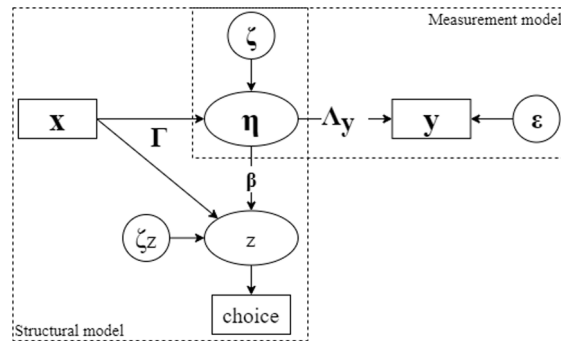 Measurement model
ζ
x
Γ
η
Λy
y
ε
β
ζz
z
choice
Structural model